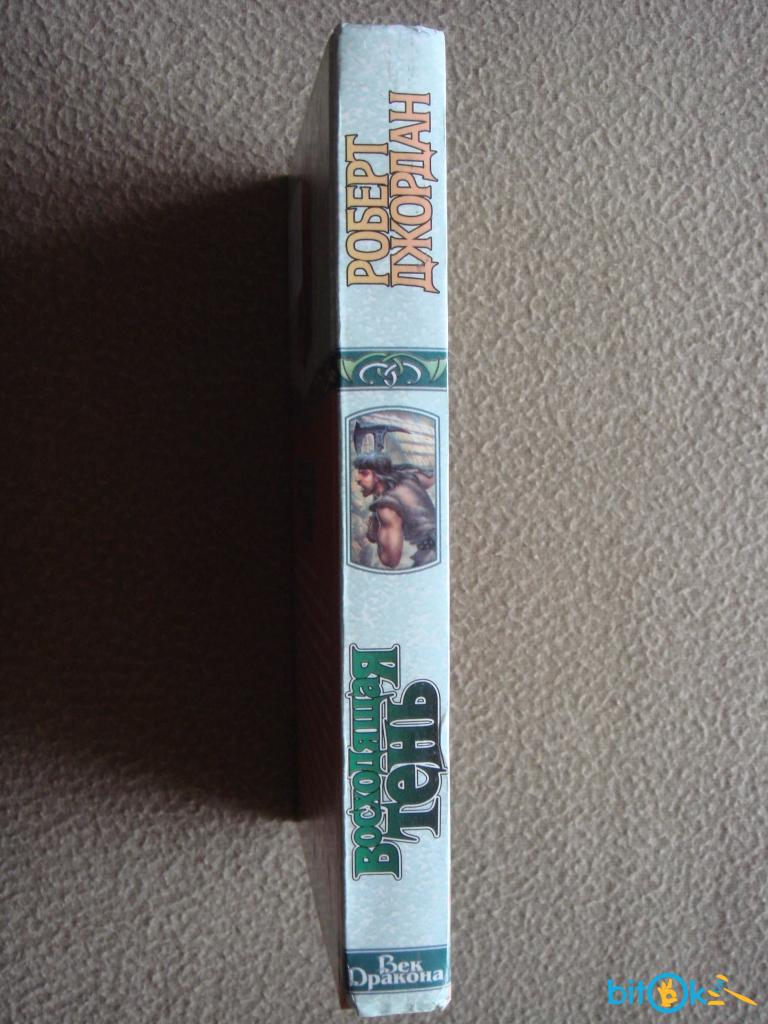 РОБЕРТ
ДЖОРДАН
ВОСХОДЯЩАЯ
ТЕНЬ
Век
Дракона
bitOk